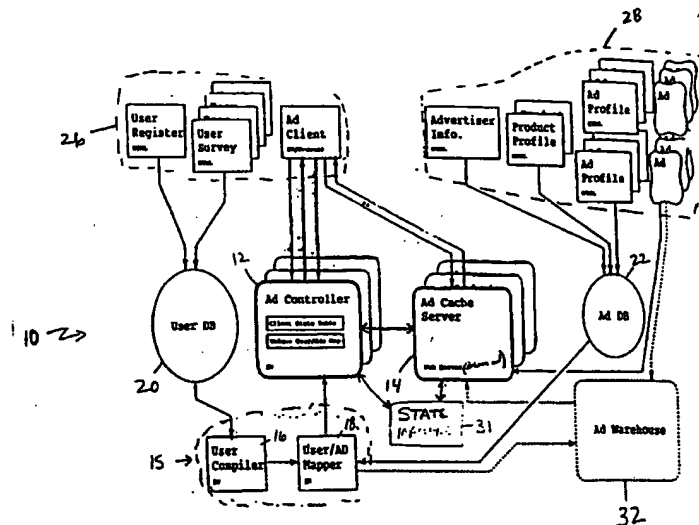 28
26
User
Register
User
Survey
Ad
Client
Advertiser
Info.
Product
Profile
Ad
Profile
Ad
Ad
Profile
Ad
12
Ad Controller
Client State Table
Ad Cache
Server
14
22
Ad DB
10
User DB
20
STATE
31
Ad Warehouse
32
15
User
Compiler
16
User/AD
Mapper
18